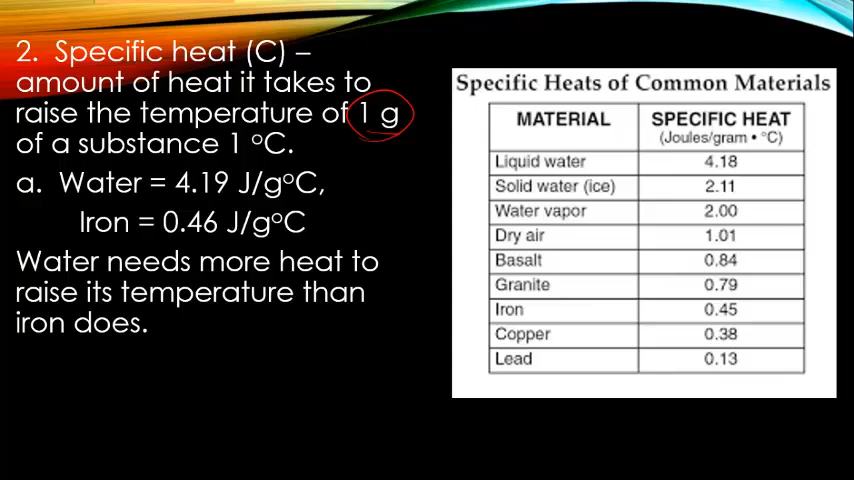 2. Specific heat (C) –
amount of heat it takes to
raise the temperature of 1 g
of a substance 1 °C.
a. Water = 4.19 J/g°C,
Iron = 0.46 J/g°C
Water needs more heat to
raise its temperature than
iron does.
Specific Heats of Common Materials
MATERIAL SPECIFIC HEAT
(Joules/gram • °C)
Liquid water 4.18
Solid water (ice) 2.11
Water vapor 2.00
Dry air 1.01
Basalt 0.84
Granite 0.79
Iron 0.45
Copper 0.38
Lead 0.13